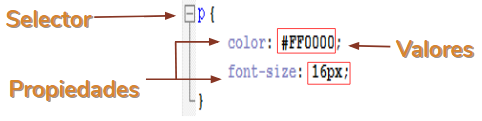 Selector
p{
color: #FF0000;
Valores
font-size: 16px;
Propiedades
}